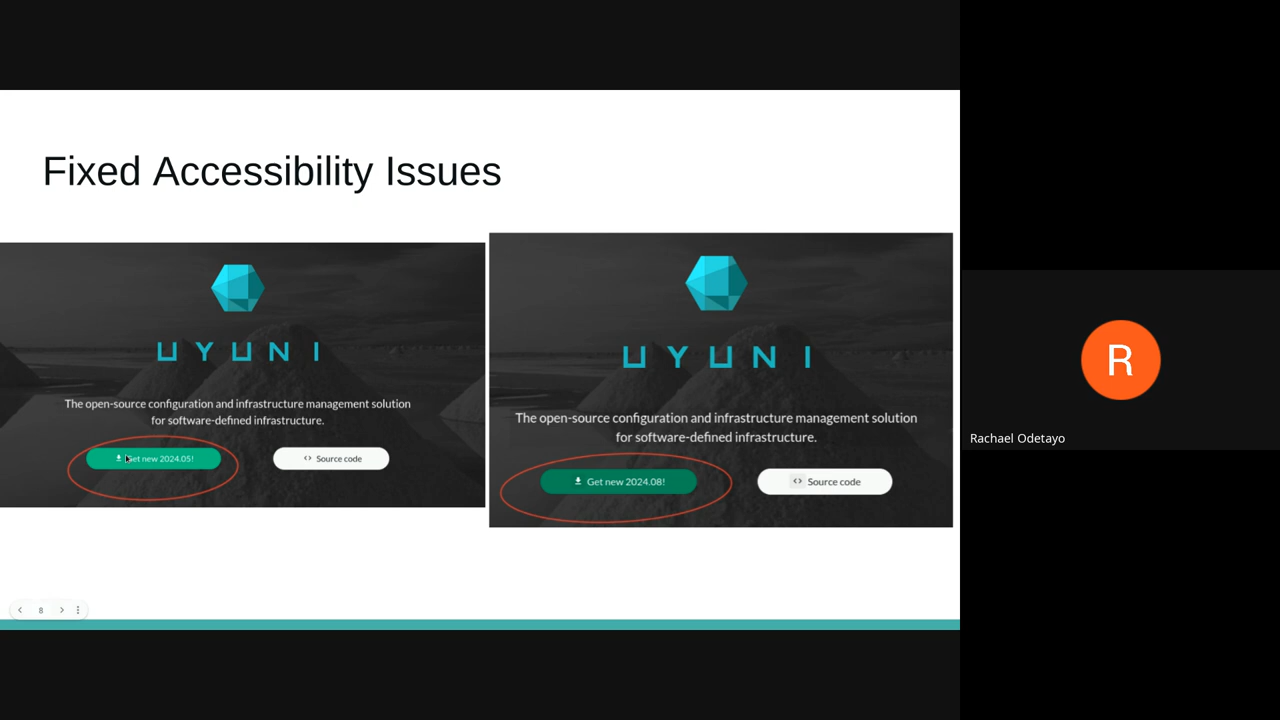 Fixed Accessibility Issues
UYUNI
The open-source configuration and infrastructure management solution
for software-defined infrastructure.
Get new 2024.05!
Source code
UYUNI
The open-source configuration and infrastructure management solution
for software-defined infrastructure.
Get new 2024.08!
<> Source code
8
R
Rachael Odetayo